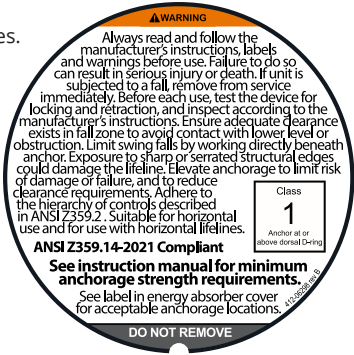 es.
WARNING
Always read and follow the
manufacturer's instructions, labels
and warnings before use. Failure to do so
can result in serious injury or death. If unit is
subjected to a fall, remove from service
immediately. Before each use, test the device for
locking and retraction, and inspect according to the
manufacturer's instructions. Ensure adequate clearance
exists in fall zone to avoid contact with lower level or
obstruction. Limit swing falls by working directly beneath
anchor. Exposure to sharp or serrated structural edges
could damage the lifeline. Elevate anchorage to limit risk
of damage or failure, and to reduce
clearance requirements. Adhere to
the hierarchy of controls described
in ANSI Z359.2 . Suitable for horizontal
use and for use with horizontal lifelines.
Class
1
Anchor at or
above dorsal D-ring
ANSI Z359.14-2021 Compliant
See instruction manual for minimum
anchorage strength requirements.
See label in energy absorber cover
for acceptable anchorage locations.
412-06298 rev B
DO NOT REMOVE